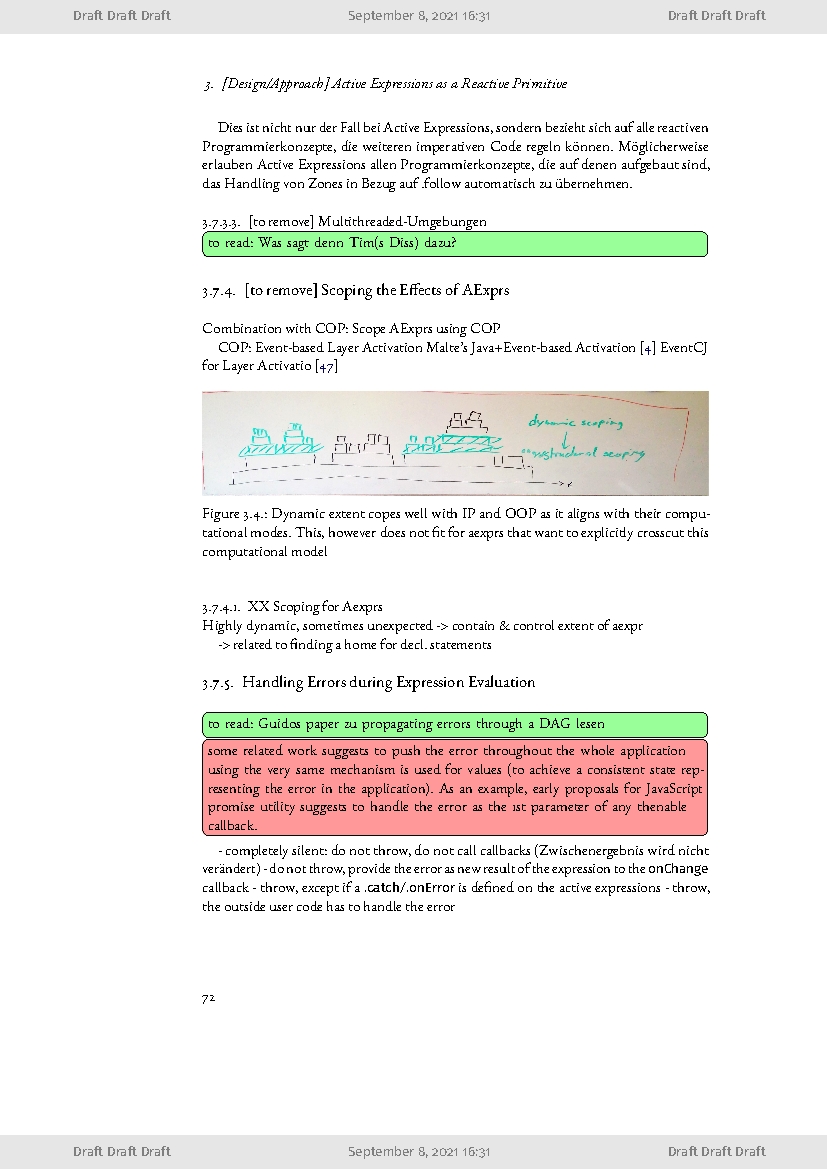 Draft Draft Draft September 8, 2021 16:31 Draft Draft Draft
3. [Design/Approach] Active Expressions as a Reactive Primitive
Dies ist nicht nur der Fall bei Active Expressions, sondern bezieht sich auf alle reactiven
Programmierkonzepte, die weiteren imperativen Code regeln können. Möglicherweise
erlauben Active Expressions allen Programmierkonzepte, die auf denen aufgebaut sind,
das Handling von Zones in Bezug auf .follow automatisch zu übernehmen.
3.7.3.3. [to remove] Multithreaded-Umgebungen
to read: Was sagt denn Tim(s Diss) dazu?
3.7.4. [to remove] Scoping the Effects of AExprs
Combination with COP: Scope AExprs using COP
COP: Event-based Layer Activation Malte's Java+Event-based Activation [4] EventCJ
for Layer Activatio [47]
dynamic scoping
structural scoping
Figure 3.4.: Dynamic extent copes well with IP and OOP as it aligns with their compu-
tational modes. This, however does not fit for aexprs that want to explicitly crosscut this
computational model
3.7.4.1. XX Scoping for Aexprs
Highly dynamic, sometimes unexpected -> contain & control extent of aexpr
-> related to finding a home for decl. statements
3.7.5. Handling Errors during Expression Evaluation
to read: Guidos paper zu propagating errors through a DAG lesen
some related work suggests to push the error throughout the whole application
using the very same mechanism is used for values (to achieve a consistent state rep-
resenting the error in the application). As an example, early proposals for JavaScript
promise utility suggests to handle the error as the 1st parameter of any thenable
callback.
- completely silent: do not throw, do not call callbacks (Zwischenergebnis wird nicht
verändert) - do not throw, provide the error as new result of the expression to the onChange
callback - throw, except if a .catch/.onError is defined on the active expressions - throw,
the outside user code has to handle the error
72
Draft Draft Draft September 8, 2021 16:31 Draft Draft Draft